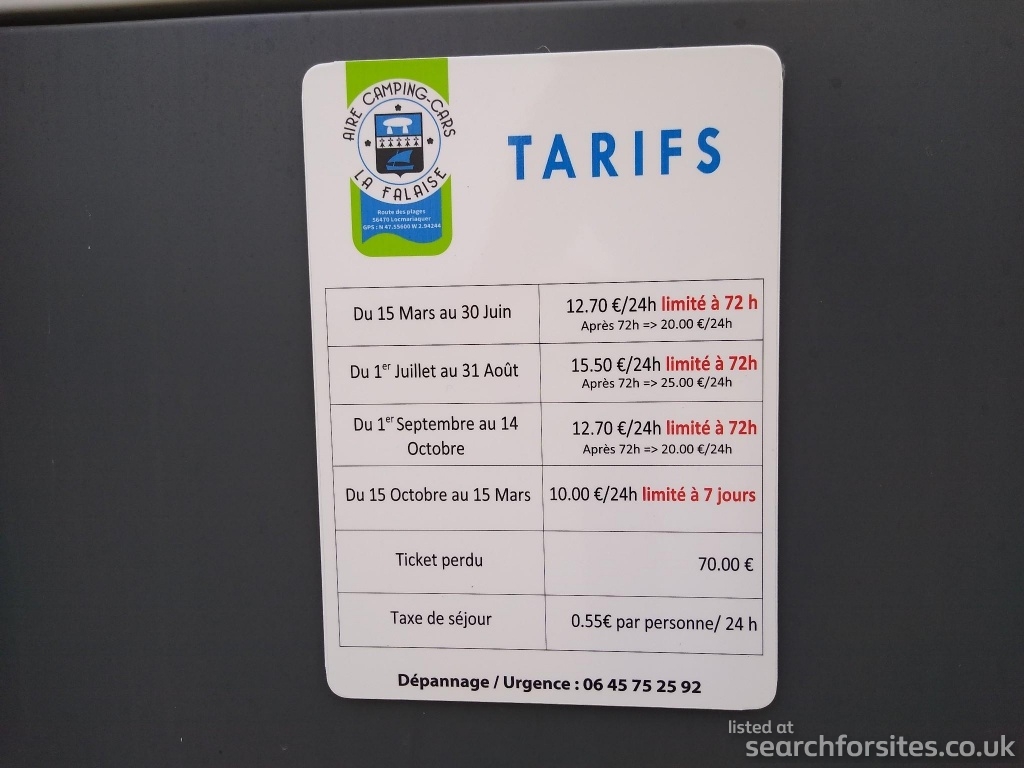 AIRE CAMPING-CARS
LA FALAISE
Route des plages
56470 Locmariaquer
GPS : N 47.55600 W 2.94244
TARIFS
Du 15 Mars au 30 Juin
12.70 €/24h limité à 72 h
Après 72h => 20.00 €/24h
Du 1er Juillet au 31 Août
15.50 €/24h limité à 72h
Après 72h => 25.00 €/24h
Du 1er Septembre au 14
Octobre
12.70 €/24h limité à 72h
Après 72h => 20.00 €/24h
Du 15 Octobre au 15 Mars
10.00 €/24h limité à 7 jours
Ticket perdu
70.00 €
Taxe de séjour
0.55€ par personne/ 24 h
Dépannage / Urgence : 06 45 75 25 92
listed at
searchforsites.co.uk